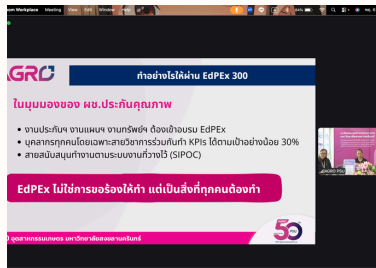 Workplace Meeting View Edit Window Help
AGRO
ทำอย่างไรให้ผ่าน EdPEx 300
ในมุมมองของ ผช.ประกันคุณภาพ
• งานประกันฯ งานแผนฯ งานทรัพย์ฯ ต้องเข้าอบรม EdPEx
• บุคลากรทุกคนโดยเฉพาะสายวิชาการร่วมกันทำ KPIs ได้ตามเป้าอย่างน้อย 30%
• สายสนับสนุนทำงานตามระบบงานที่วางไว้ (SIPOC)
EdPEx ไม่ใช่การขอร้องให้ทำ แต่เป็นสิ่งที่ทุกคนต้องทำ
AGRO PSU
50
อุตสาหกรรมเกษตร มหาวิทยาลัยสงขลานครินทร์